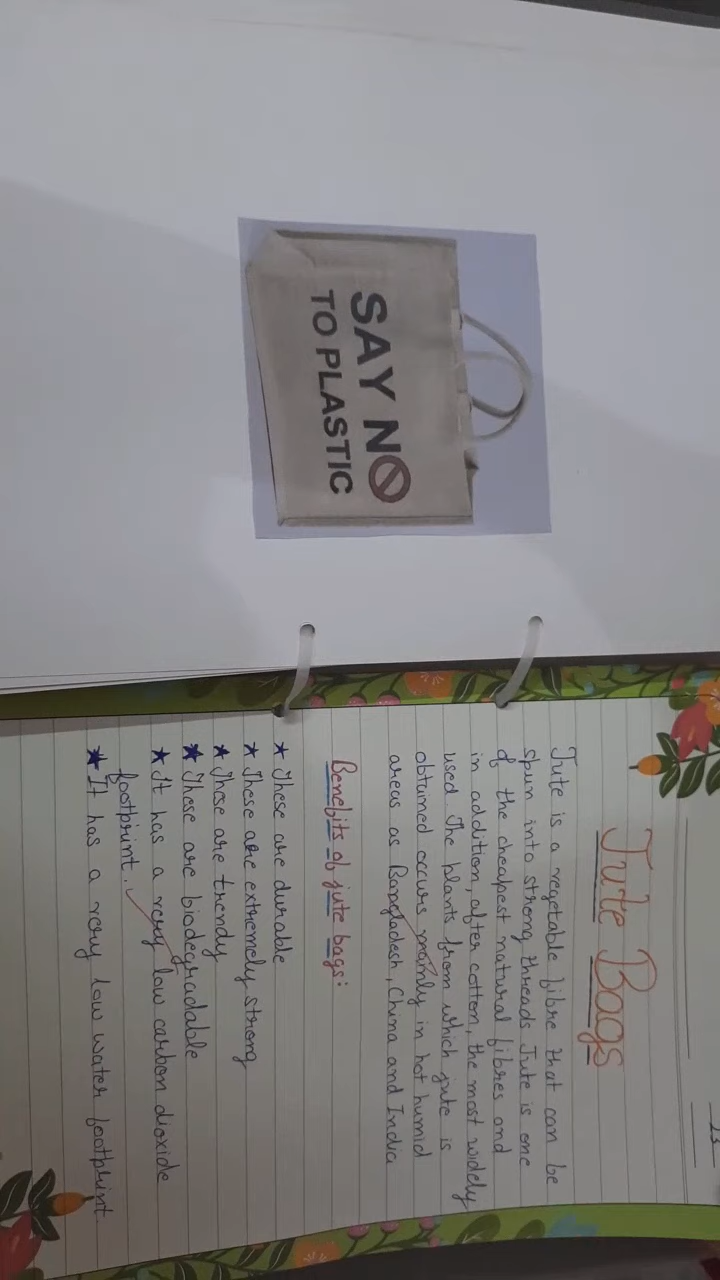 SAY NO
TO PLASTIC
Jute Bags
Jute is a vegetable fibre that can be
spun into strong threads Jute is one
of the cheapest natural fibres and
in addition, after cotton, the most widely
used. The plants from which jute is
obtained occurs mainly in hot humid
areas as Bangladesh, China and India
Benefits of jute bags:
★ These are durable
★ These are extremely strong
★ These are trendy
★ These are biodegradable
★ It has a very low carbon dioxide
footprint.
★ It has a very low water footprint